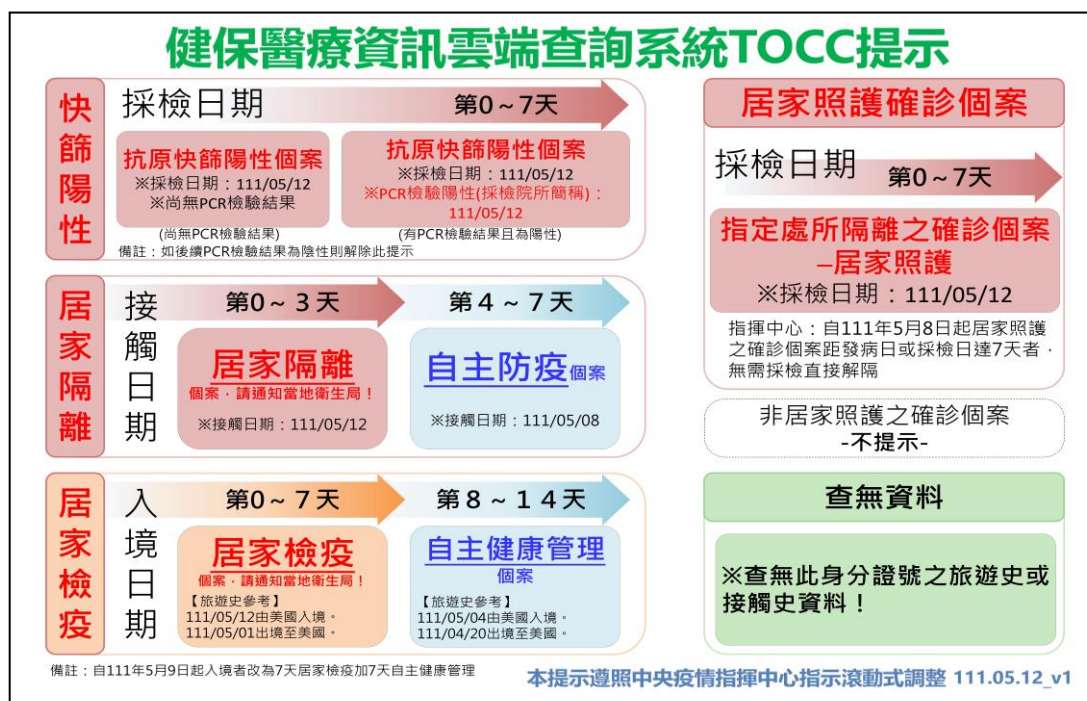 健保醫療資訊雲端查詢系統TOCC提示
快篩陽性
採檢日期
第0～7天
抗原快篩陽性個案
※採檢日期：111/05/12
※尚無PCR檢驗結果
(尚無PCR檢驗結果)
抗原快篩陽性個案
※採檢日期：111/05/12
※PCR檢驗陽性(採檢院所簡稱)：
111/05/12
(有PCR檢驗結果且為陽性)
備註：如後續PCR檢驗結果為陰性則解除此提示
居家隔離
接觸日期
第0～3天
第4～7天
居家隔離
個案，請通知當地衛生局！
※接觸日期：111/05/12
自主防疫個案
※接觸日期：111/05/08
居家檢疫
入境日期
第0～7天
第8～14天
居家檢疫
個案，請通知當地衛生局！
【旅遊史參考】
111/05/12由美國入境。
111/05/01出境至美國。
自主健康管理
個案
【旅遊史參考】
111/05/04由美國入境。
111/04/20出境至美國。
備註：自111年5月9日起入境者改為7天居家檢疫加7天自主健康管理
居家照護確診個案
採檢日期
第0～7天
指定處所隔離之確診個案
–居家照護
※採檢日期：111/05/12
指揮中心：自111年5月8日起居家照護
之確診個案距發病日或採檢日達7天者，
無需採檢直接解隔
非居家照護之確診個案
-不提示-
查無資料
※查無此身分證號之旅遊史或
接觸史資料！
本提示遵照中央疫情指揮中心指示滾動式調整 111.05.12_v1